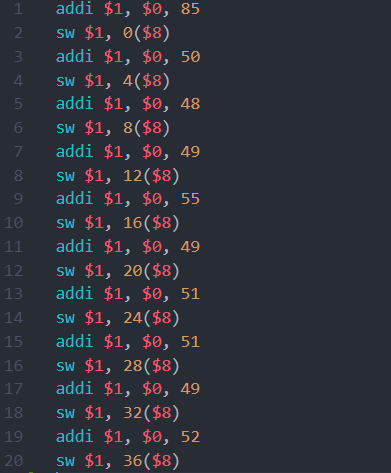 1 addi $1, $0, 85
2 sw $1, 0($8)
3 addi $1, $0, 50
4 sw $1, 4($8)
5 addi $1, $0, 48
6 sw $1, 8($8)
7 addi $1, $0, 49
8 sw $1, 12($8)
9 addi $1, $0, 55
10 sw $1, 16($8)
11 addi $1, $0, 49
12 sw $1, 20($8)
13 addi $1, $0, 51
14 sw $1, 24($8)
15 addi $1, $0, 51
16 sw $1, 28($8)
17 addi $1, $0, 49
18 sw $1, 32($8)
19 addi $1, $0, 52
20 sw $1, 36($8)